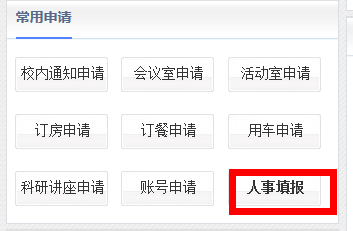 常用申请
校内通知申请 会议室申请 活动室申请
订房申请 订餐申请 用车申请
科研讲座申请 账号申请 人事填报